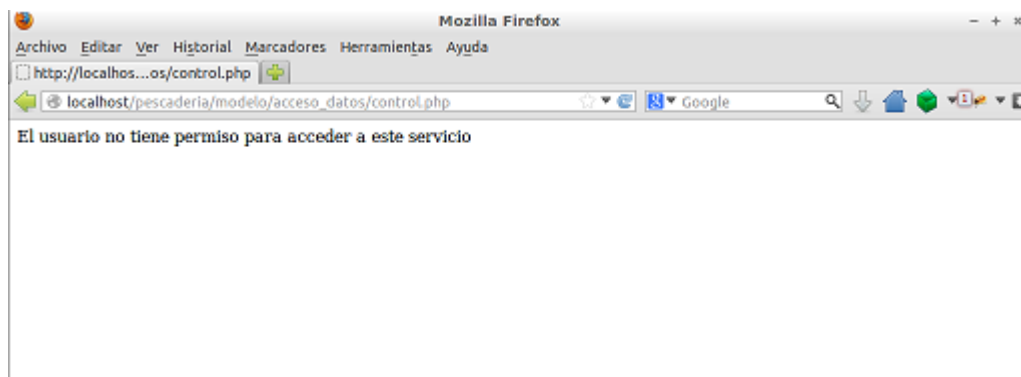 Mozilla Firefox
Archivo Editar Ver Historial Marcadores Herramientas Ayuda
http://localhos...os/control.php
localhost/pescaderia/modelo/acceso_datos/control.php
Google
1
El usuario no tiene permiso para acceder a este servicio